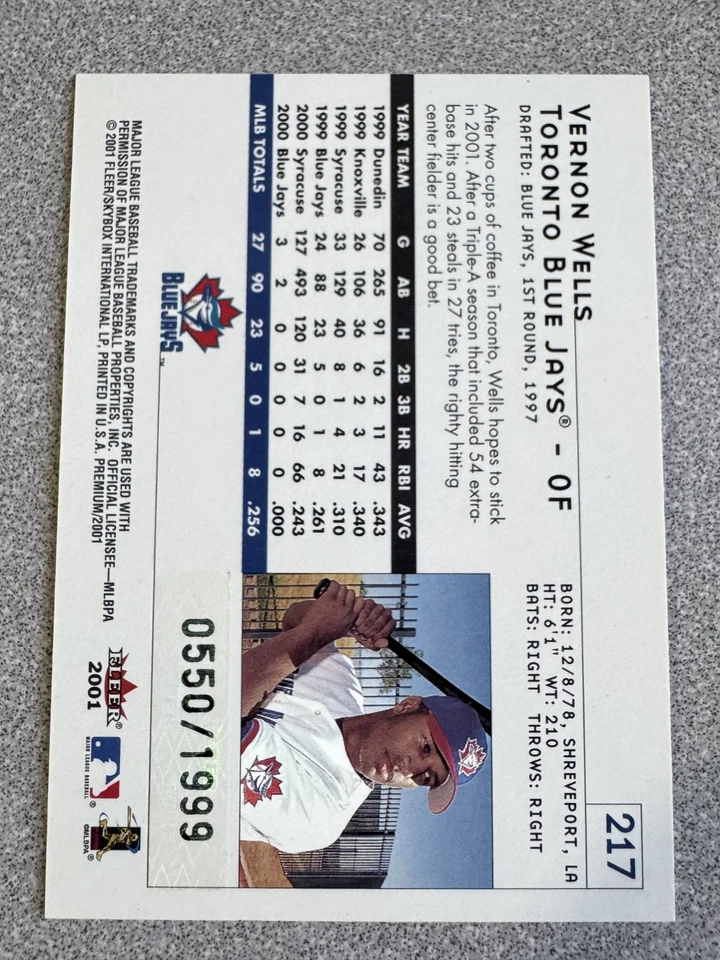 217
VERNON WELLS
TORONTO BLUE JAYS® - OF
DRAFTED: BLUE JAYS, 1ST ROUND, 1997
BORN: 12/8/78, SHREVEPORT, LA
HT: 6'1" WT: 210
BATS: RIGHT THROWS: RIGHT
After two cups of coffee in Toronto, Wells hopes to stick
in 2001. After a Triple-A season that included 54 extra-
base hits and 23 steals in 27 tries, the righty hitting
center fielder is a good bet.
YEAR TEAM G AB H 2B 3B HR RBI AVG
1999 Dunedin 70 265 91 16 2 11 43 .343
1999 Knoxville 26 106 36 6 2 3 17 .340
1999 Syracuse 33 129 40 8 1 4 21 .310
1999 Blue Jays 24 88 23 5 0 1 8 .261
2000 Syracuse 127 493 120 31 7 16 66 .243
2000 Blue Jays 3 2 0 0 0 0 0 .000
MLB TOTALS 27 90 23 5 0 1 8 .256
BLUE JAYS™
0550/1999
MAJOR LEAGUE BASEBALL TRADEMARKS AND COPYRIGHTS ARE USED WITH
PERMISSION OF MAJOR LEAGUE BASEBALL PROPERTIES, INC. OFFICIAL LICENSEE—MLBPA
© 2001 FLEER/SKYBOX INTERNATIONAL LP, PRINTED IN U.S.A. PREMIUM/2001
FLEER®
2001
MAJOR LEAGUE BASEBALL ®
©MLBPA ®